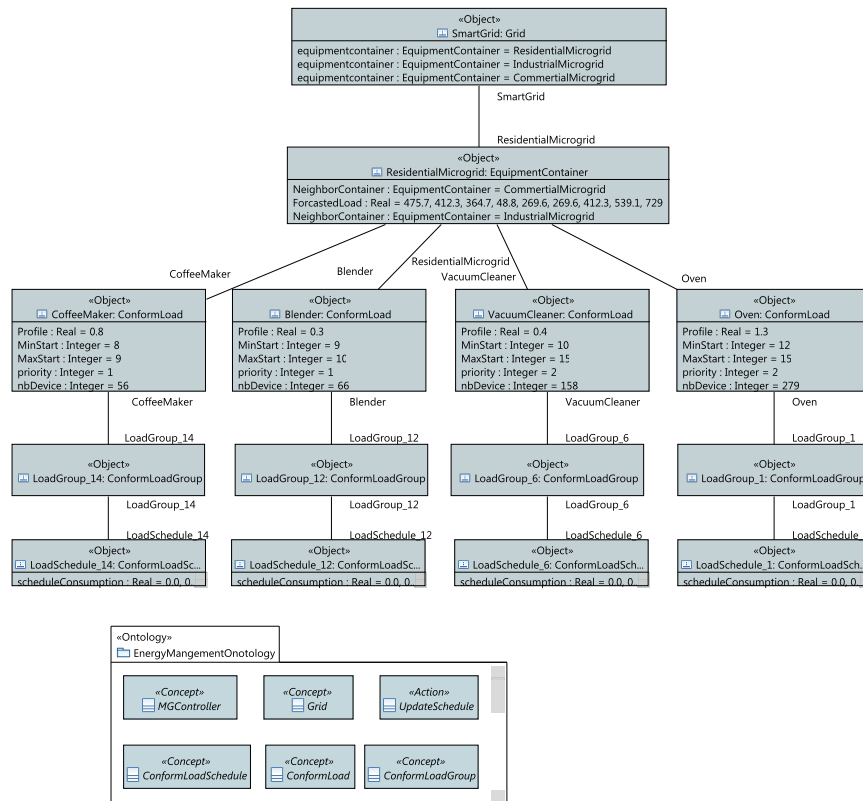 «Object»
SmartGrid: Grid
equipmentcontainer : EquipmentContainer = ResidentialMicrogrid
equipmentcontainer : EquipmentContainer = IndustrialMicrogrid
equipmentcontainer : EquipmentContainer = CommertialMicrogrid
SmartGrid
ResidentialMicrogrid
«Object»
ResidentialMicrogrid: EquipmentContainer
NeighborContainer : EquipmentContainer = CommertialMicrogrid
ForcastedLoad : Real = 475.7, 412.3, 364.7, 48.8, 269.6, 269.6, 412.3, 539.1, 729
NeighborContainer : EquipmentContainer = IndustrialMicrogrid
CoffeeMaker
Blender
ResidentialMicrogrid
VacuumCleaner
Oven
«Object»
CoffeeMaker: ConformLoad
Profile : Real = 0.8
MinStart : Integer = 8
MaxStart : Integer = 9
priority : Integer = 1
nbDevice : Integer = 56
«Object»
Blender: ConformLoad
Profile : Real = 0.3
MinStart : Integer = 9
MaxStart : Integer = 10
priority : Integer = 1
nbDevice : Integer = 66
«Object»
VacuumCleaner: ConformLoad
Profile : Real = 0.4
MinStart : Integer = 10
MaxStart : Integer = 15
priority : Integer = 2
nbDevice : Integer = 158
«Object»
Oven: ConformLoad
Profile : Real = 1.3
MinStart : Integer = 12
MaxStart : Integer = 15
priority : Integer = 2
nbDevice : Integer = 279
CoffeeMaker
Blender
VacuumCleaner
Oven
LoadGroup_14
LoadGroup_12
LoadGroup_6
LoadGroup_1
«Object»
LoadGroup_14: ConformLoadGroup
«Object»
LoadGroup_12: ConformLoadGroup
«Object»
LoadGroup_6: ConformLoadGroup
«Object»
LoadGroup_1: ConformLoadGroup
LoadGroup_14
LoadGroup_12
LoadGroup_6
LoadGroup_1
LoadSchedule_14
LoadSchedule_12
LoadSchedule_6
LoadSchedule_
«Object»
LoadSchedule_14: ConformLoadSc...
scheduleConsumption : Real = 0.0, 0.
«Object»
LoadSchedule_12: ConformLoadSc...
scheduleConsumption : Real = 0.0, 0.
«Object»
LoadSchedule_6: ConformLoadSch...
scheduleConsumption : Real = 0.0, 0.
«Object»
LoadSchedule_1: ConformLoadSch..
scheduleConsumption : Real = 0.0, 0.
«Ontology»
EnergyMangementOnotology
«Concept»
MGController
«Concept»
Grid
«Action»
UpdateSchedule
«Concept»
ConformLoadSchedule
«Concept»
ConformLoad
«Concept»
ConformLoadGroup